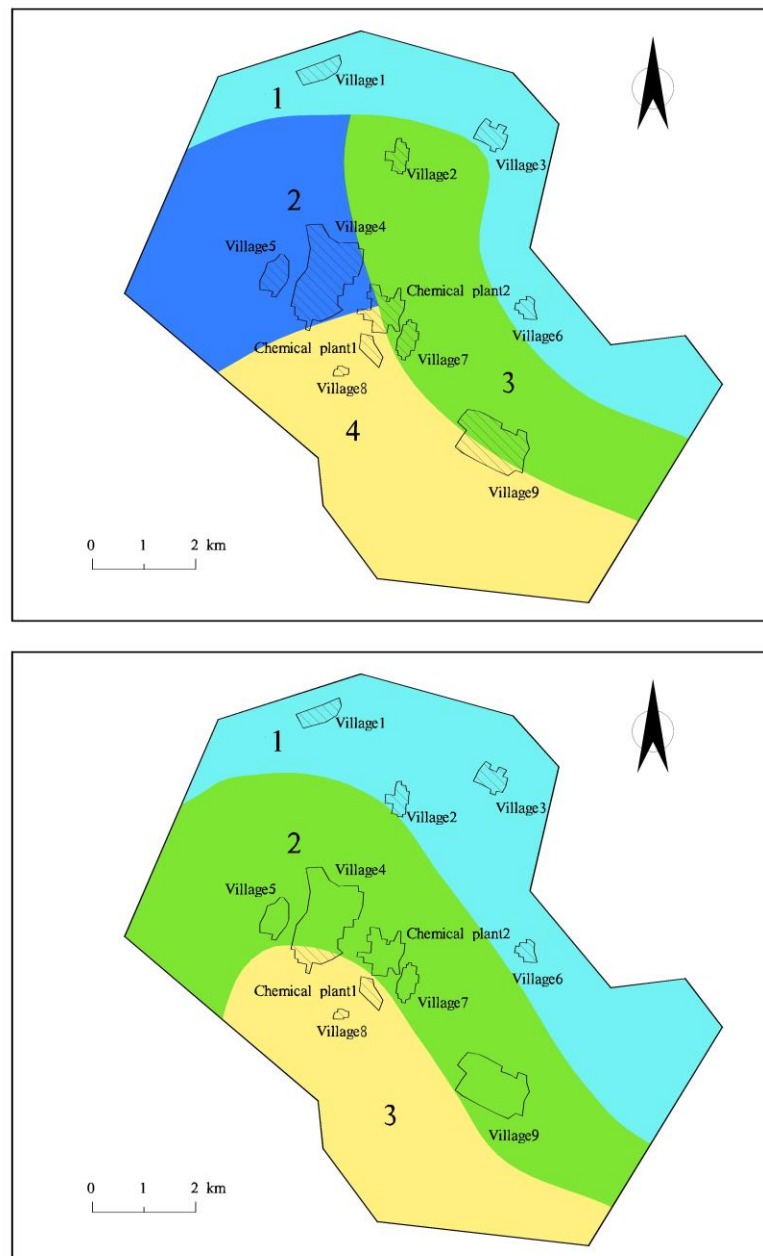 Village1
1
Village3
Village2
2
Village4
Village5
Chemical plant2
Village6
Chemical plant1
Village7
Village8
3
4
Village9
0 1 2 km
Village1
1
Village3
Village2
2
Village4
Village5
Chemical plant2
Village6
Chemical plant1
Village7
Village8
3
Village9
0 1 2 km